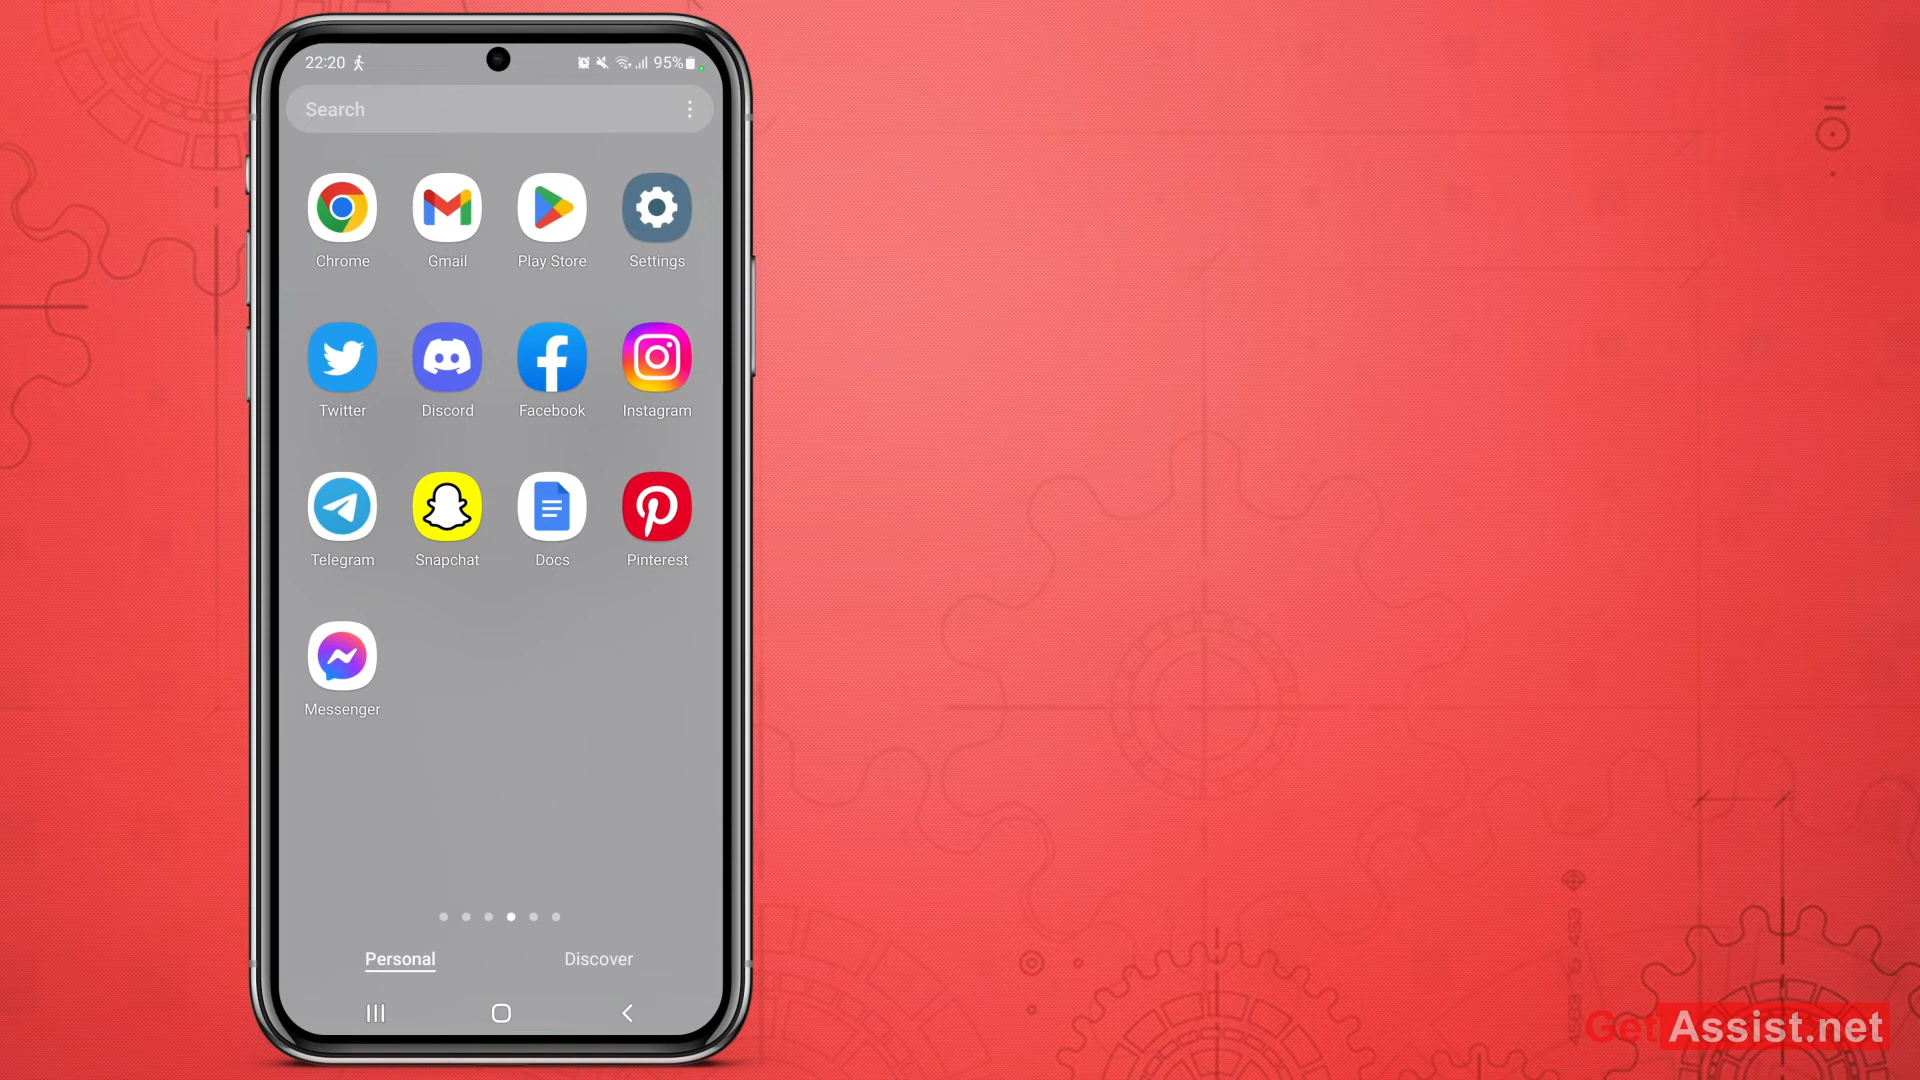 22:20 95%
Search
Chrome Gmail Play Store Settings
Twitter Discord Facebook Instagram
Telegram Snapchat Docs Pinterest
Messenger
Personal Discover
GetAssist.net